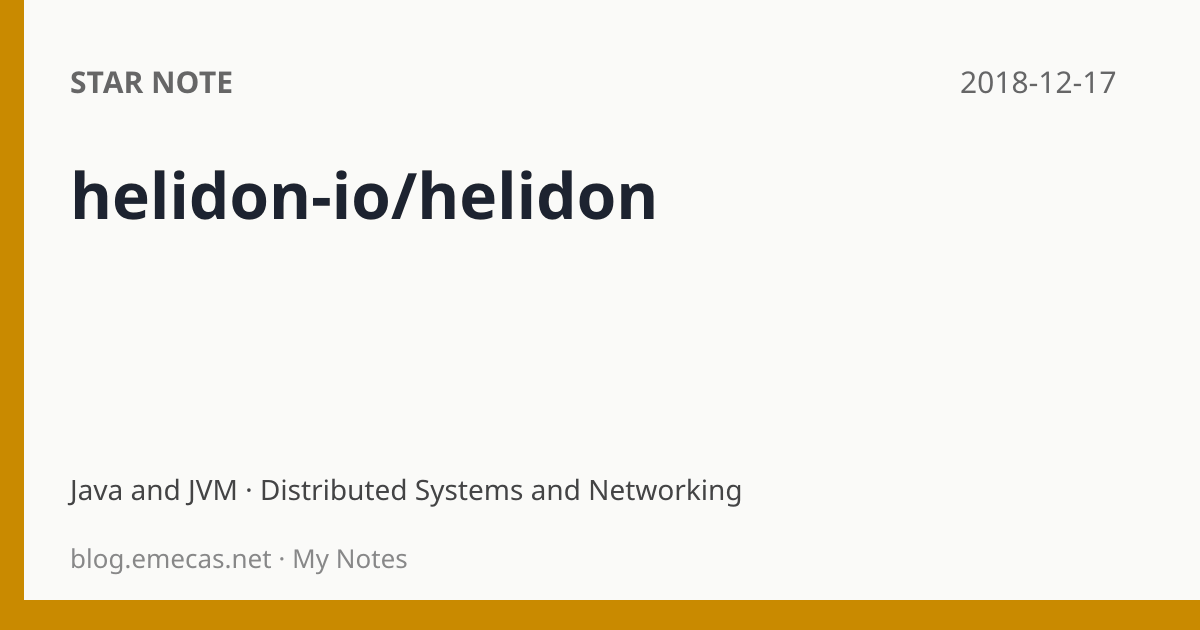 STAR NOTE
2018-12-17
helidon-io/helidon
Java and JVM · Distributed Systems and Networking
blog.emecas.net · My Notes